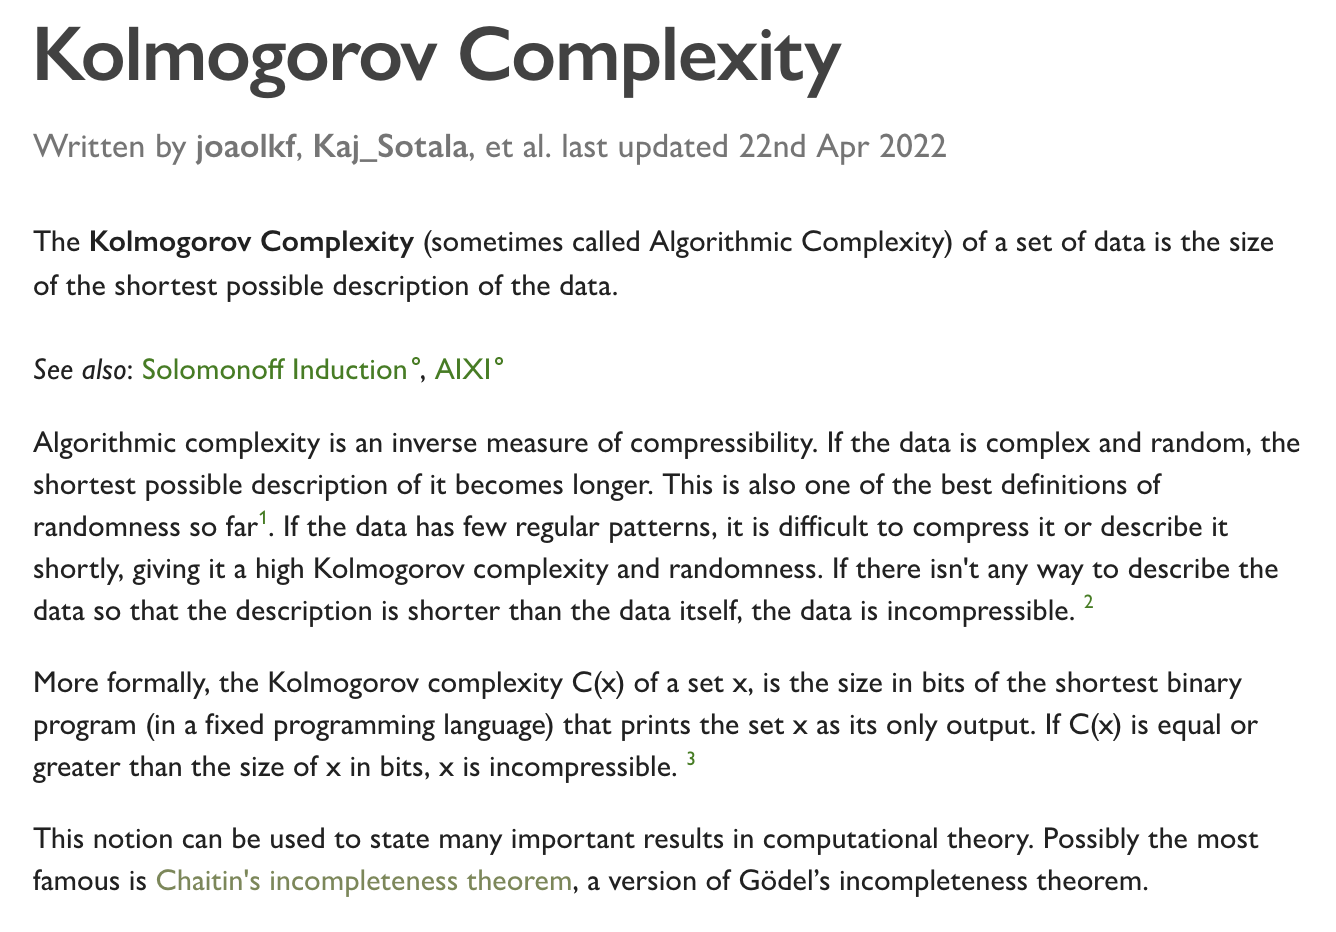 Kolmogorov Complexity
Written by joaolkf, Kaj_Sotala, et al. last updated 22nd Apr 2022
The Kolmogorov Complexity (sometimes called Algorithmic Complexity) of a set of data is the size
of the shortest possible description of the data.
See also: Solomonoff Induction°, AIXI°
Algorithmic complexity is an inverse measure of compressibility. If the data is complex and random, the
shortest possible description of it becomes longer. This is also one of the best definitions of
randomness so far¹. If the data has few regular patterns, it is difficult to compress it or describe it
shortly, giving it a high Kolmogorov complexity and randomness. If there isn't any way to describe the
data so that the description is shorter than the data itself, the data is incompressible. ²
More formally, the Kolmogorov complexity C(x) of a set x, is the size in bits of the shortest binary
program (in a fixed programming language) that prints the set x as its only output. If C(x) is equal or
greater than the size of x in bits, x is incompressible. ³
This notion can be used to state many important results in computational theory. Possibly the most
famous is Chaitin's incompleteness theorem, a version of Gödel’s incompleteness theorem.